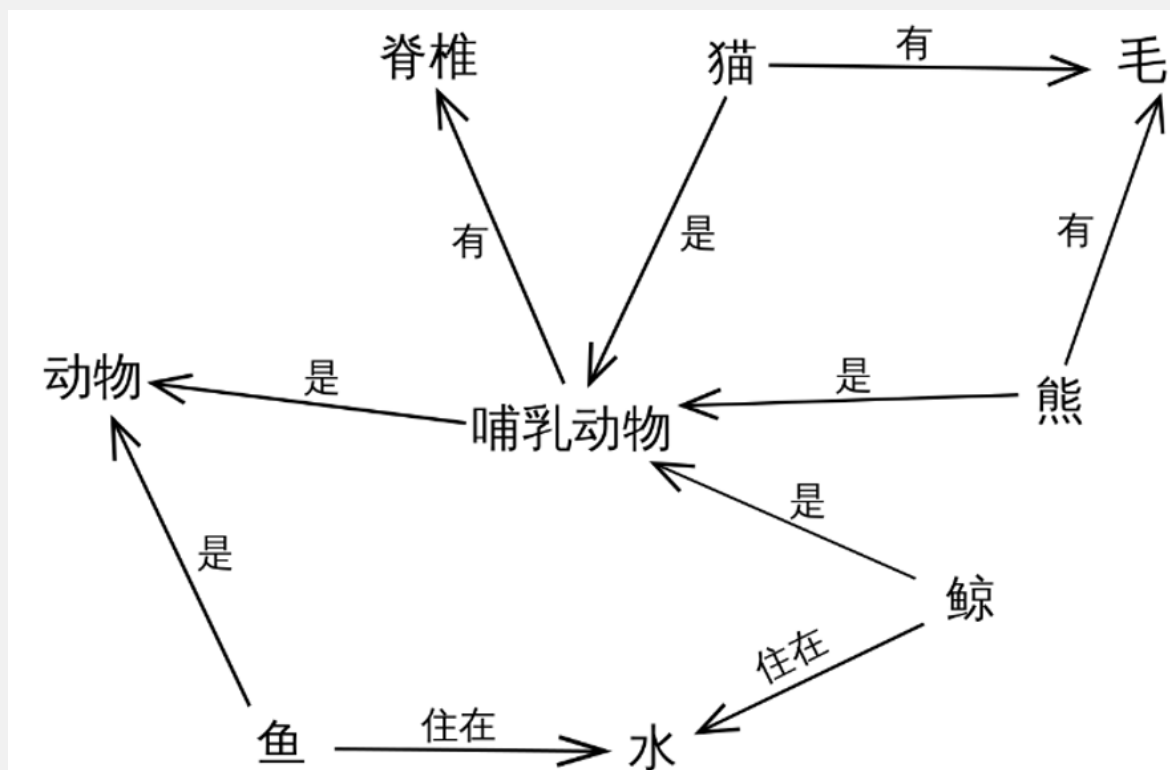 脊椎
猫
有
毛
有
是
有
动物
是
哺乳动物
是
熊
是
是
鲸
住在
鱼
住在
水